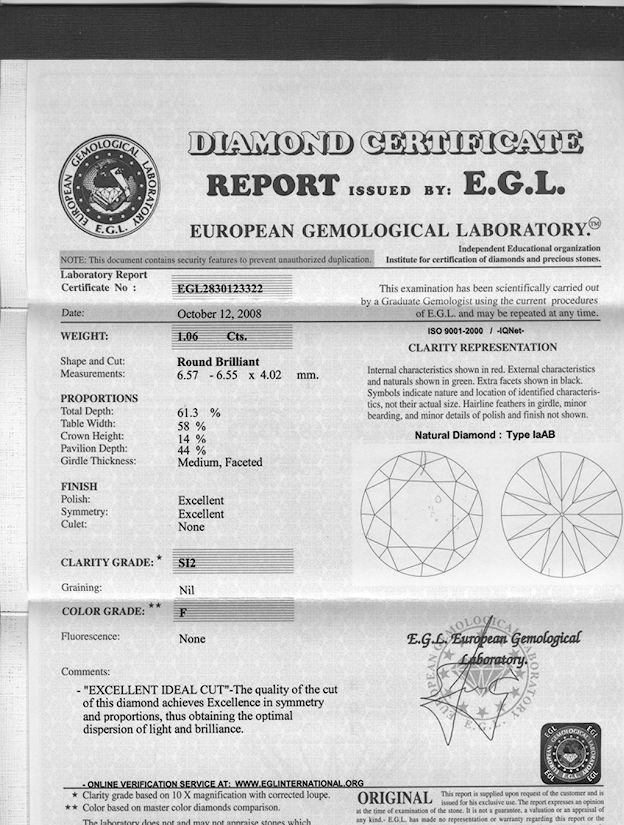 EUROPEAN GEMOLOGICAL LABORATORY
E.G.L.
DIAMOND CERTIFICATE
REPORT ISSUED BY: E.G.L.
EUROPEAN GEMOLOGICAL LABORATORY.™
Independent Educational organization
NOTE: This document contains security features to prevent unauthorized duplication.
Institute for certification of diamonds and precious stones.
Laboratory Report
Certificate No : EGL2830123322
This examination has been scientifically carried out
by a Graduate Gemologist using the current procedures
of E.G.L. and may be repeated at any time.
Date: October 12, 2008
WEIGHT: 1.06 Cts.
ISO 9001-2000 / -IQNet-
CLARITY REPRESENTATION
Shape and Cut: Round Brilliant
Measurements: 6.57 - 6.55 x 4.02 mm.
Internal characteristics shown in red. External characteristics
and naturals shown in green. Extra facets shown in black.
Symbols indicate nature and location of identified characteris-
tics, not their actual size. Hairline feathers in girdle, minor
bearding, and minor details of polish and finish not shown.
PROPORTIONS
Total Depth: 61.3 %
Table Width: 58 %
Crown Height: 14 %
Pavilion Depth: 44 %
Girdle Thickness: Medium, Faceted
Natural Diamond : Type IaAB
FINISH
Polish: Excellent
Symmetry: Excellent
Culet: None
CLARITY GRADE: * SI2
Graining: Nil
COLOR GRADE: ** F
Fluorescence: None
E.G.L. European Gemological
Laboratory.
EUROPEAN GEMOLOGICAL LABORATORY
E.G.L.
Comments:
- "EXCELLENT IDEAL CUT"-The quality of the cut
of this diamond achieves Excellence in symmetry
and proportions, thus obtaining the optimal
dispersion of light and brilliance.
EGL EGL
E.G.L.
EGL EGL
- ONLINE VERIFICATION SERVICE AT: WWW.EGLINTERNATIONAL.ORG
* Clarity grade based on 10 X magnification with corrected loupe.
** Color based on master color diamonds comparison.
The laboratory does not and may not appraise stones which
ORIGINAL This report is supplied upon request of the customer and is
issued for his exclusive use. The report expresses an opinion
at the time of examination of the stone. It is not a guarantee, a valuation or an appraisal of
any kind.- E.G.L. has made no representation or warranty regarding this report or the